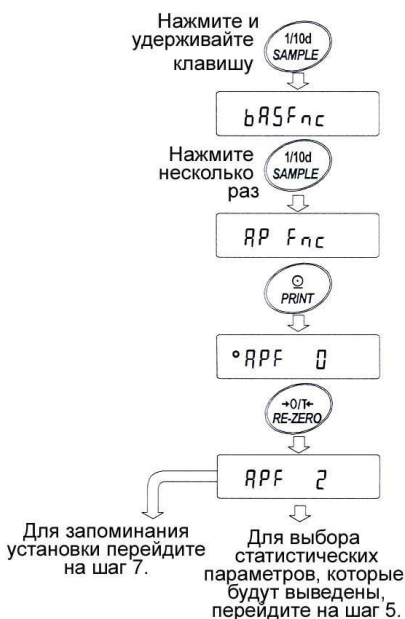 Нажмите и
удерживайте
клавишу
1/10d
SAMPLE
bASFnc
Нажмите
несколько
раз
1/10d
SAMPLE
AP Fnc
PRINT
APF 0
→0/T←
RE-ZERO
APF 2
Для запоминания
установки перейдите
на шаг 7.
Для выбора
статистических
параметров, которые
будут выведены,
перейдите на шаг 5.